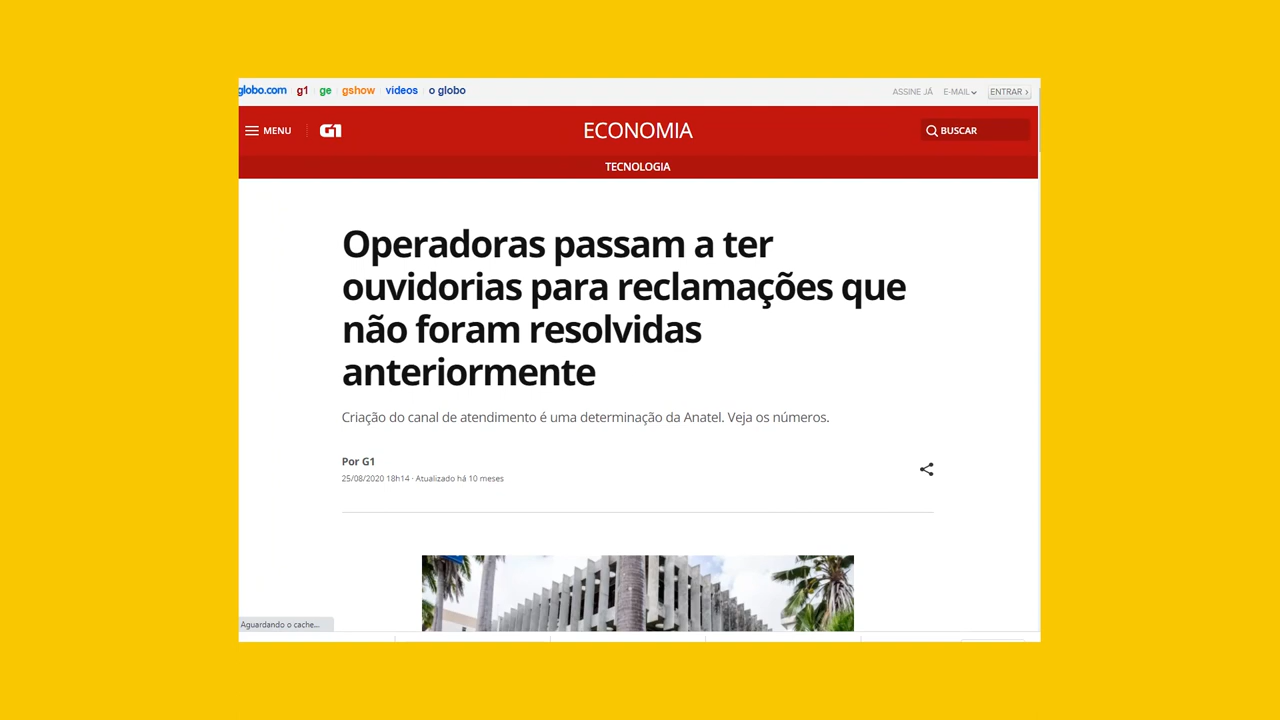 globo.com g1 ge gshow vídeos o globo ASSINE JÁ E-MAIL ENTRAR ›
MENU G1 ECONOMIA BUSCAR
TECNOLOGIA
Operadoras passam a ter
ouvidorias para reclamações que
não foram resolvidas
anteriormente
Criação do canal de atendimento é uma determinação da Anatel. Veja os números.
Por G1
25/08/2020 18h14 · Atualizado há 10 meses
Aguardando o cache...